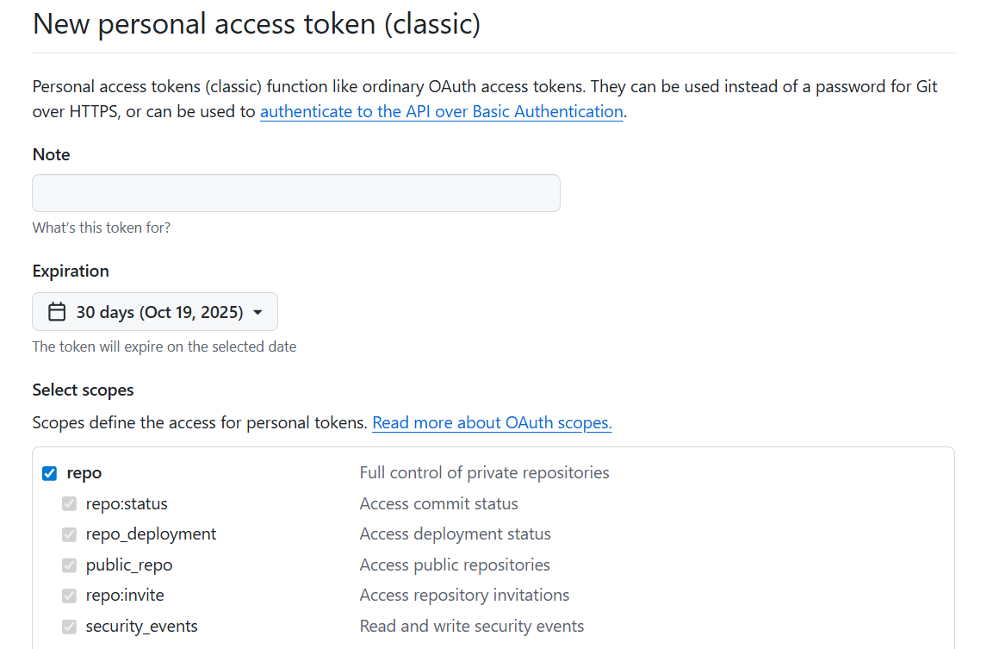 New personal access token (classic)
Personal access tokens (classic) function like ordinary OAuth access tokens. They can be used instead of a password for Git
over HTTPS, or can be used to authenticate to the API over Basic Authentication.
Note
What's this token for?
Expiration
30 days (Oct 19, 2025)
The token will expire on the selected date
Select scopes
Scopes define the access for personal tokens. Read more about OAuth scopes.
repo Full control of private repositories
repo:status Access commit status
repo_deployment Access deployment status
public_repo Access public repositories
repo:invite Access repository invitations
security_events Read and write security events